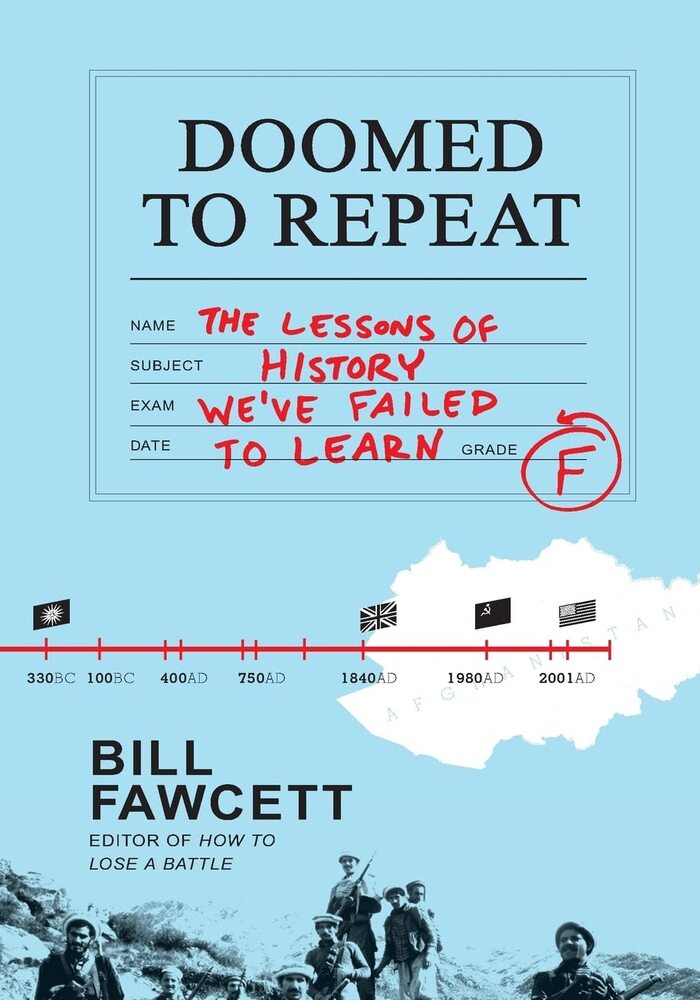 DOOMED
TO REPEAT
NAME THE LESSONS OF
SUBJECT HISTORY
EXAM WE'VE FAILED
DATE TO LEARN GRADE F
AFGHANISTAN
330BC 100BC 400AD 750AD 1840AD 1980AD 2001AD
BILL
FAWCETT
EDITOR OF HOW TO
LOSE A BATTLE